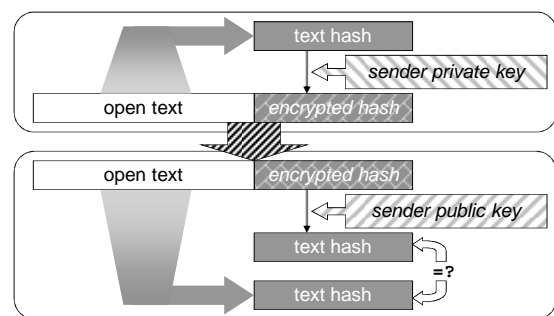 text hash
sender private key
open text encrypted hash
open text encrypted hash
sender public key
text hash
=?
text hash